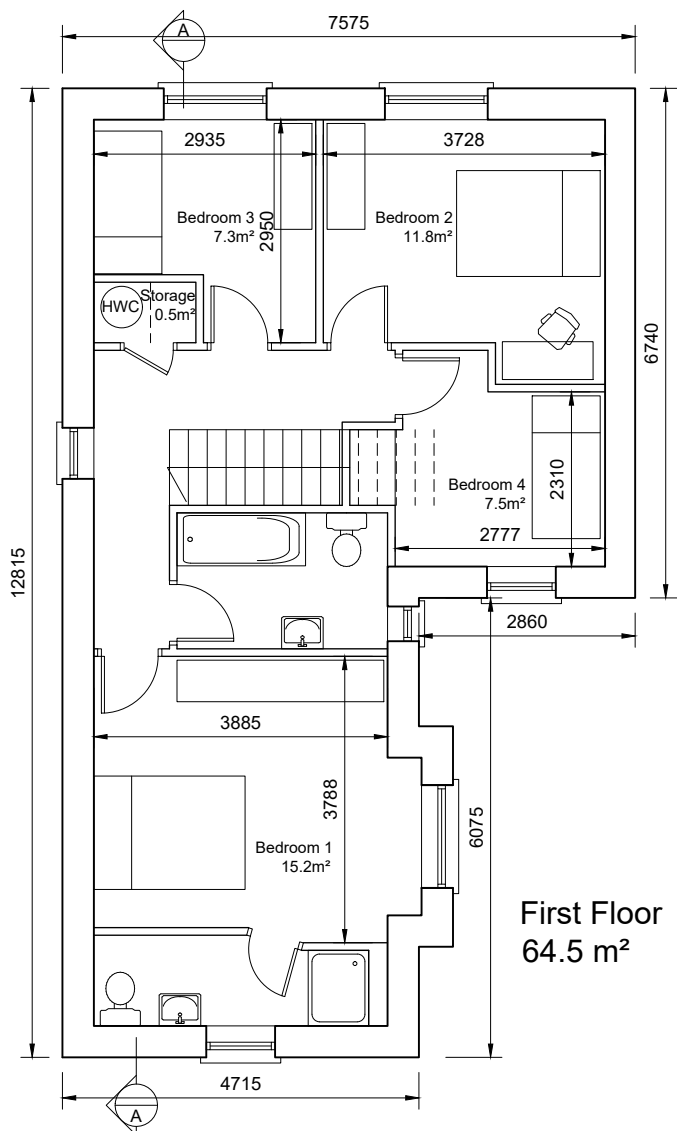 7575
A
2935
3728
Bedroom 3
7.3m²
2950
Bedroom 2
11.8m²
HWC
Storage
0.5m²
6740
12815
Bedroom 4
7.5m²
2310
2777
2860
3885
3788
Bedroom 1
15.2m²
6075
First Floor
64.5 m²
4715
A